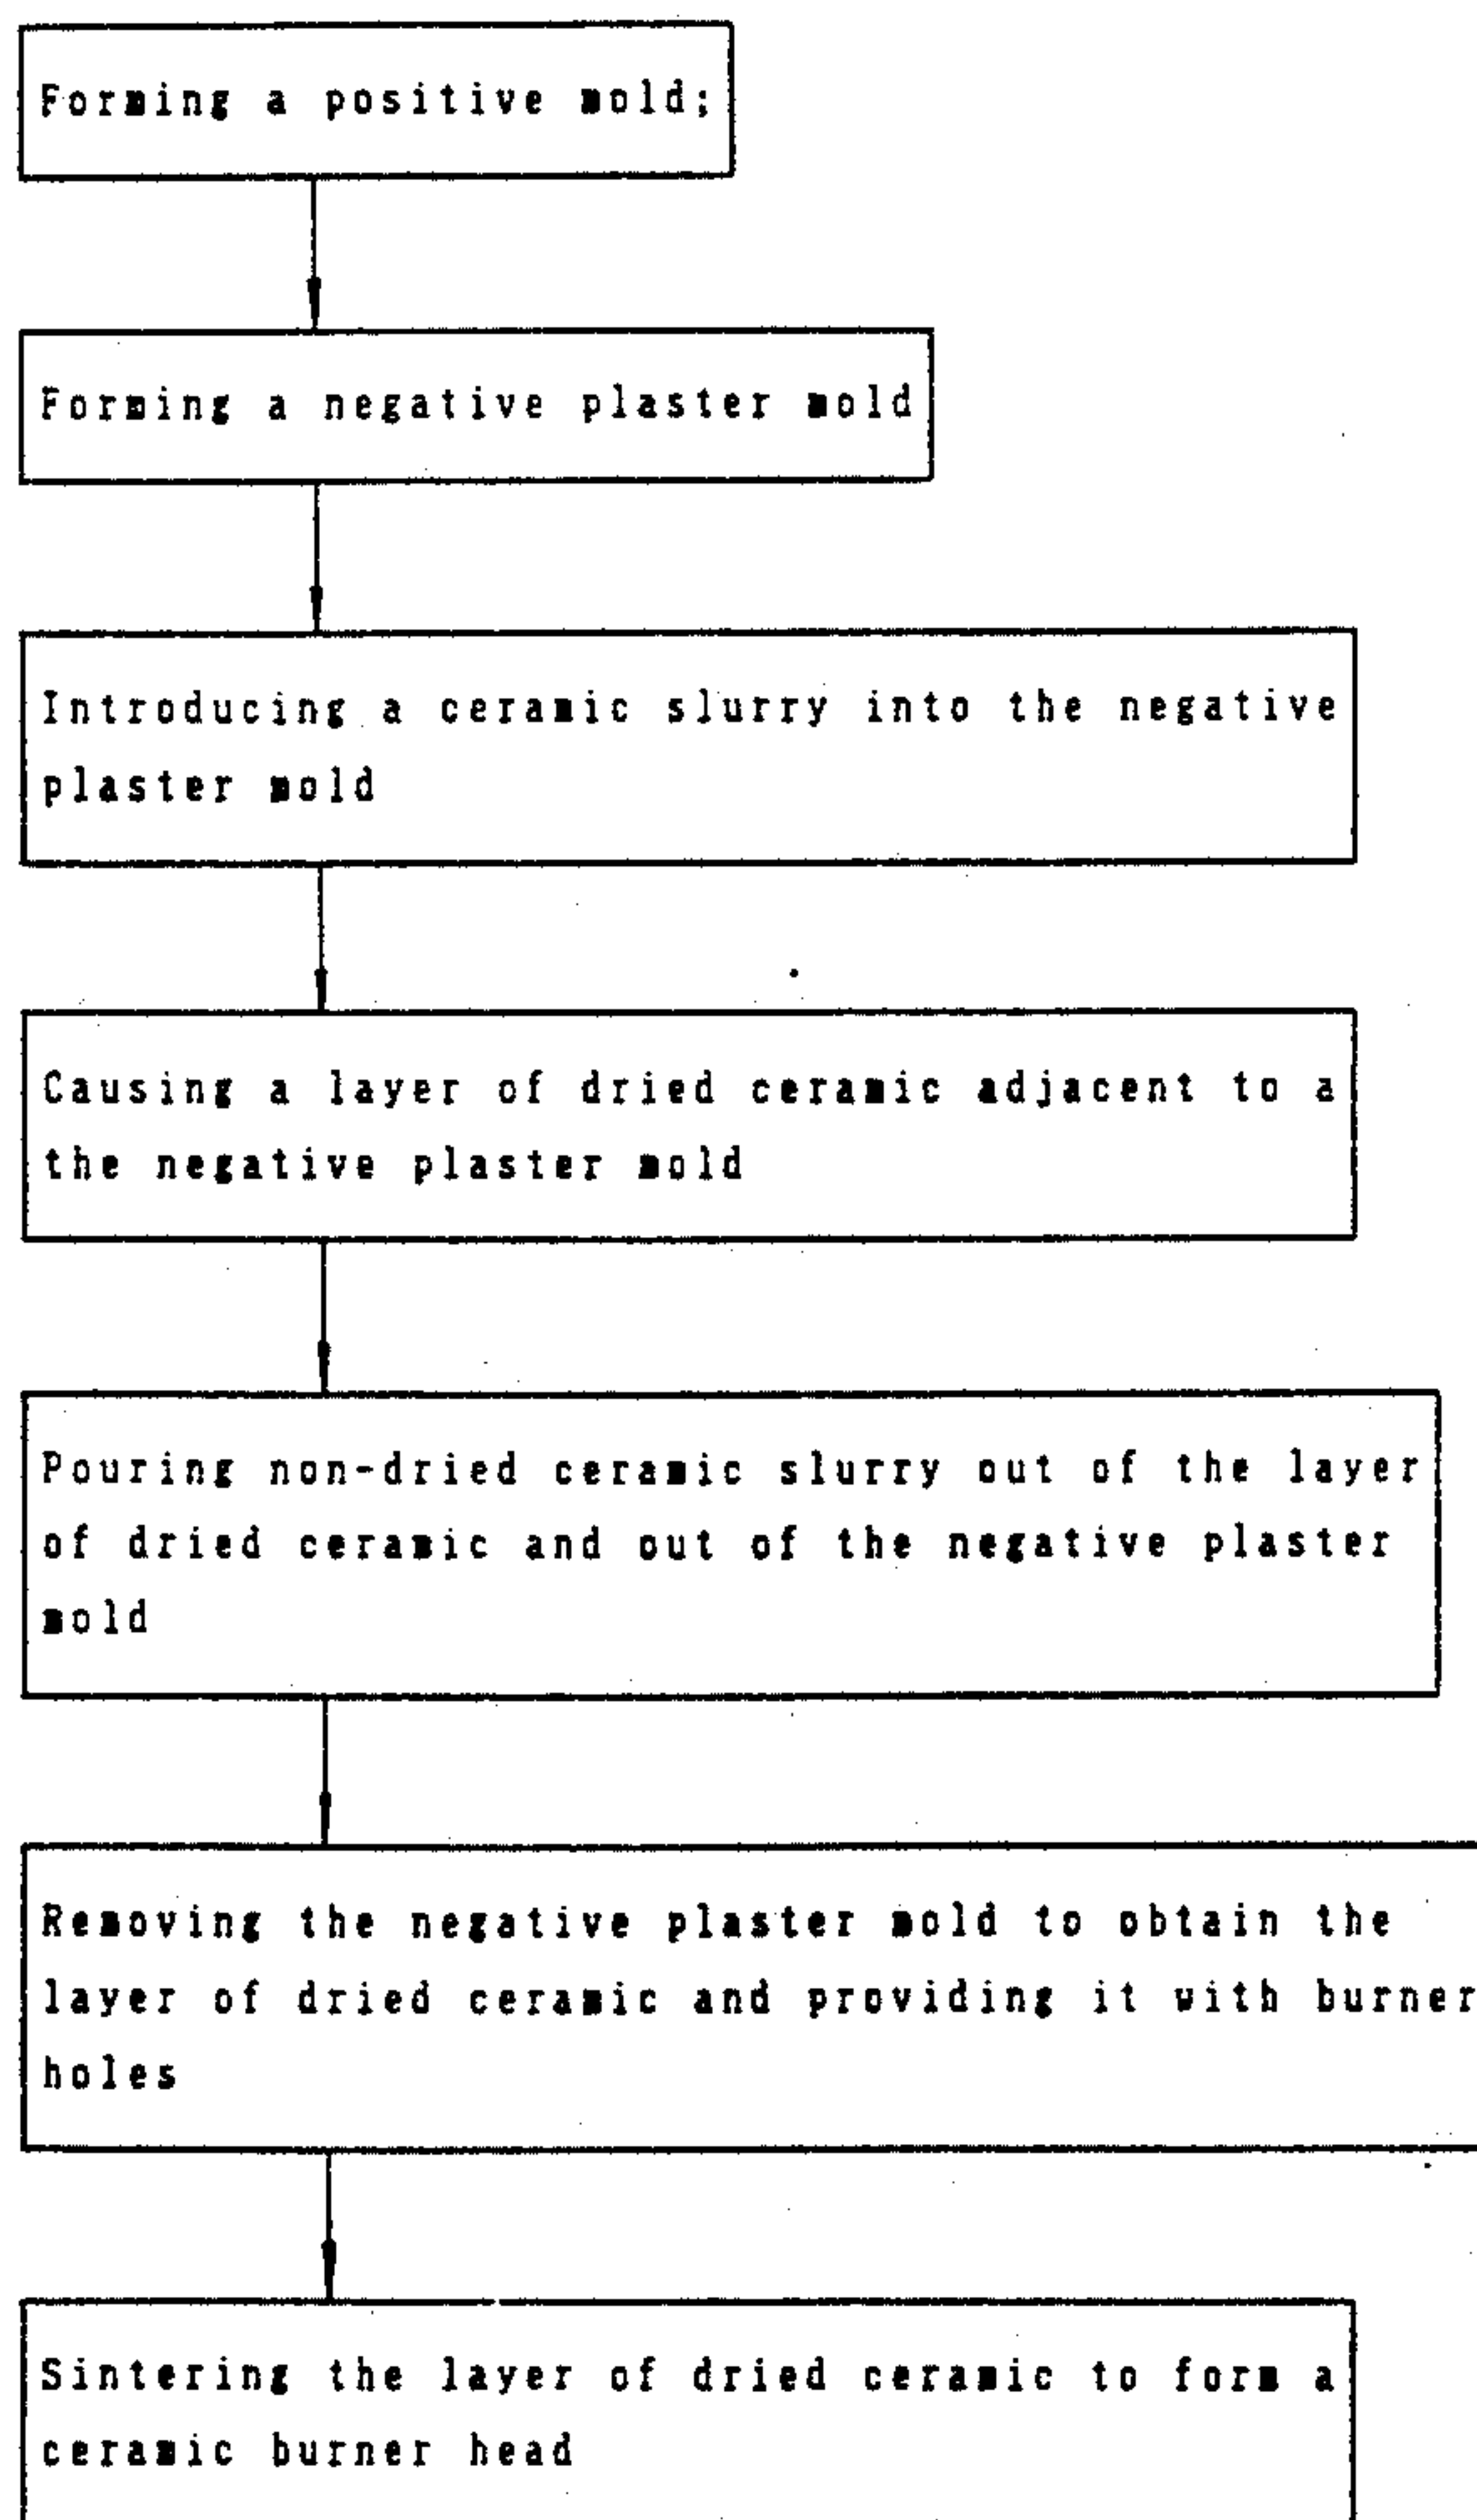 Forming a positive mold;
Forming a negative plaster mold
Introducing a ceramic slurry into the negative
plaster mold
Causing a layer of dried ceramic adjacent to a
the negative plaster mold
Pouring non-dried ceramic slurry out of the layer
of dried ceramic and out of the negative plaster
mold
Removing the negative plaster mold to obtain the
layer of dried ceramic and providing it with burner
holes
Sintering the layer of dried ceramic to form a
ceramic burner head